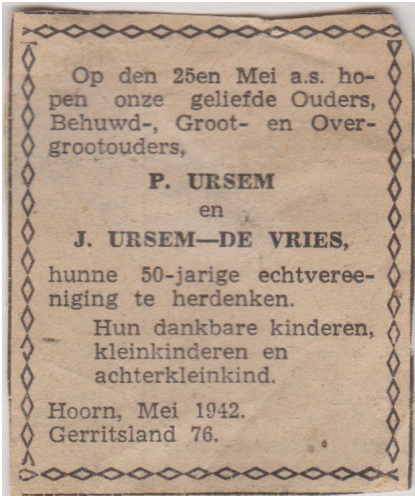 Op den 25en Mei a.s. ho-
pen onze geliefde Ouders,
Behuwd-, Groot- en Over-
grootouders,
P. URSEM
en
J. URSEM—DE VRIES,
hunne 50-jarige echtveree-
niging te herdenken.
Hun dankbare kinderen,
kleinkinderen en
achterkleinkind.
Hoorn, Mei 1942.
Gerritsland 76.